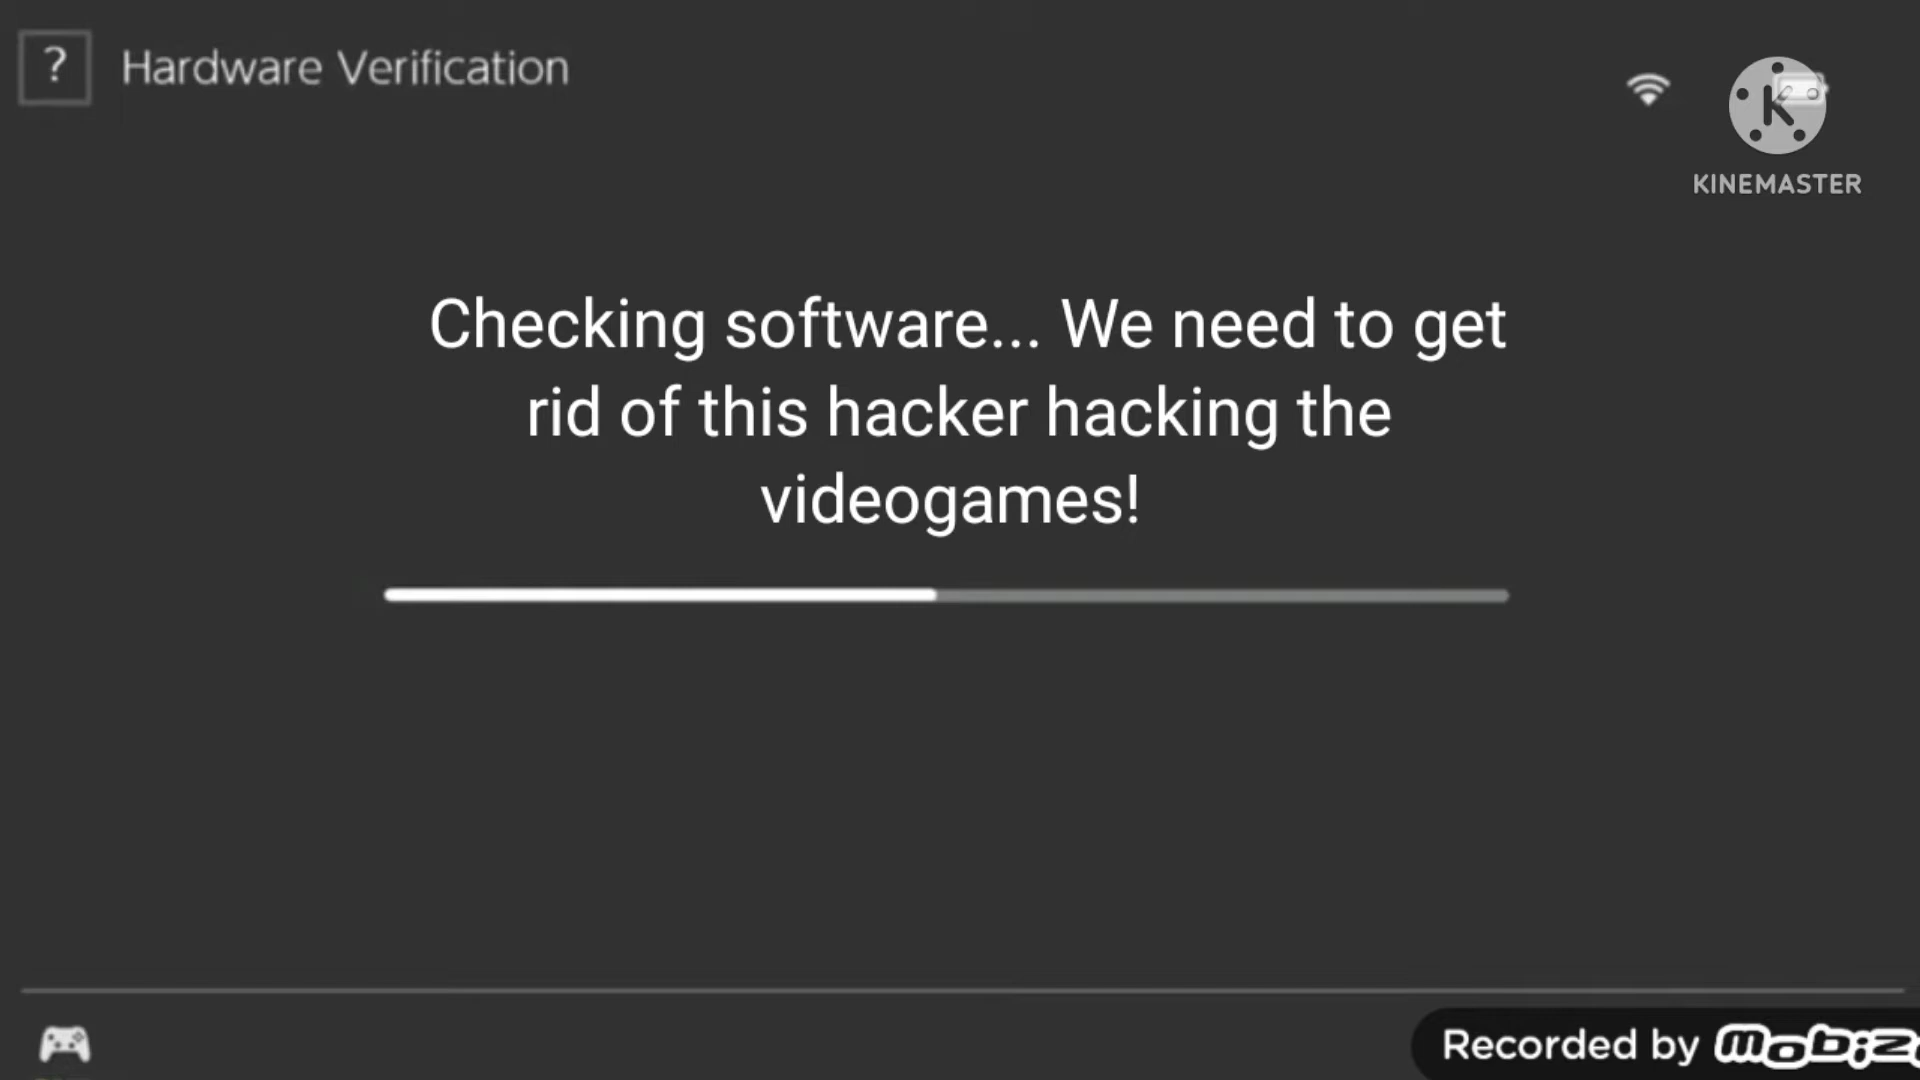 ? Hardware Verification
K
KINEMASTER
Checking software... We need to get
rid of this hacker hacking the
videogames!
Recorded by